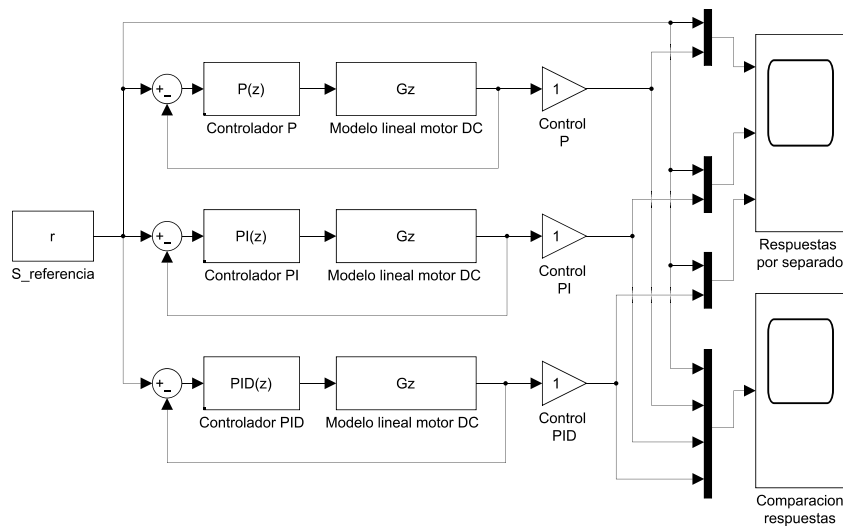 +
−
P(z)
Controlador P
Gz
Modelo lineal motor DC
1
Control
P
r
S_referencia
+
−
PI(z)
Controlador PI
Gz
Modelo lineal motor DC
1
Control
PI
Respuestas
por separado
+
−
PID(z)
Controlador PID
Gz
Modelo lineal motor DC
1
Control
PID
Comparacion
respuestas